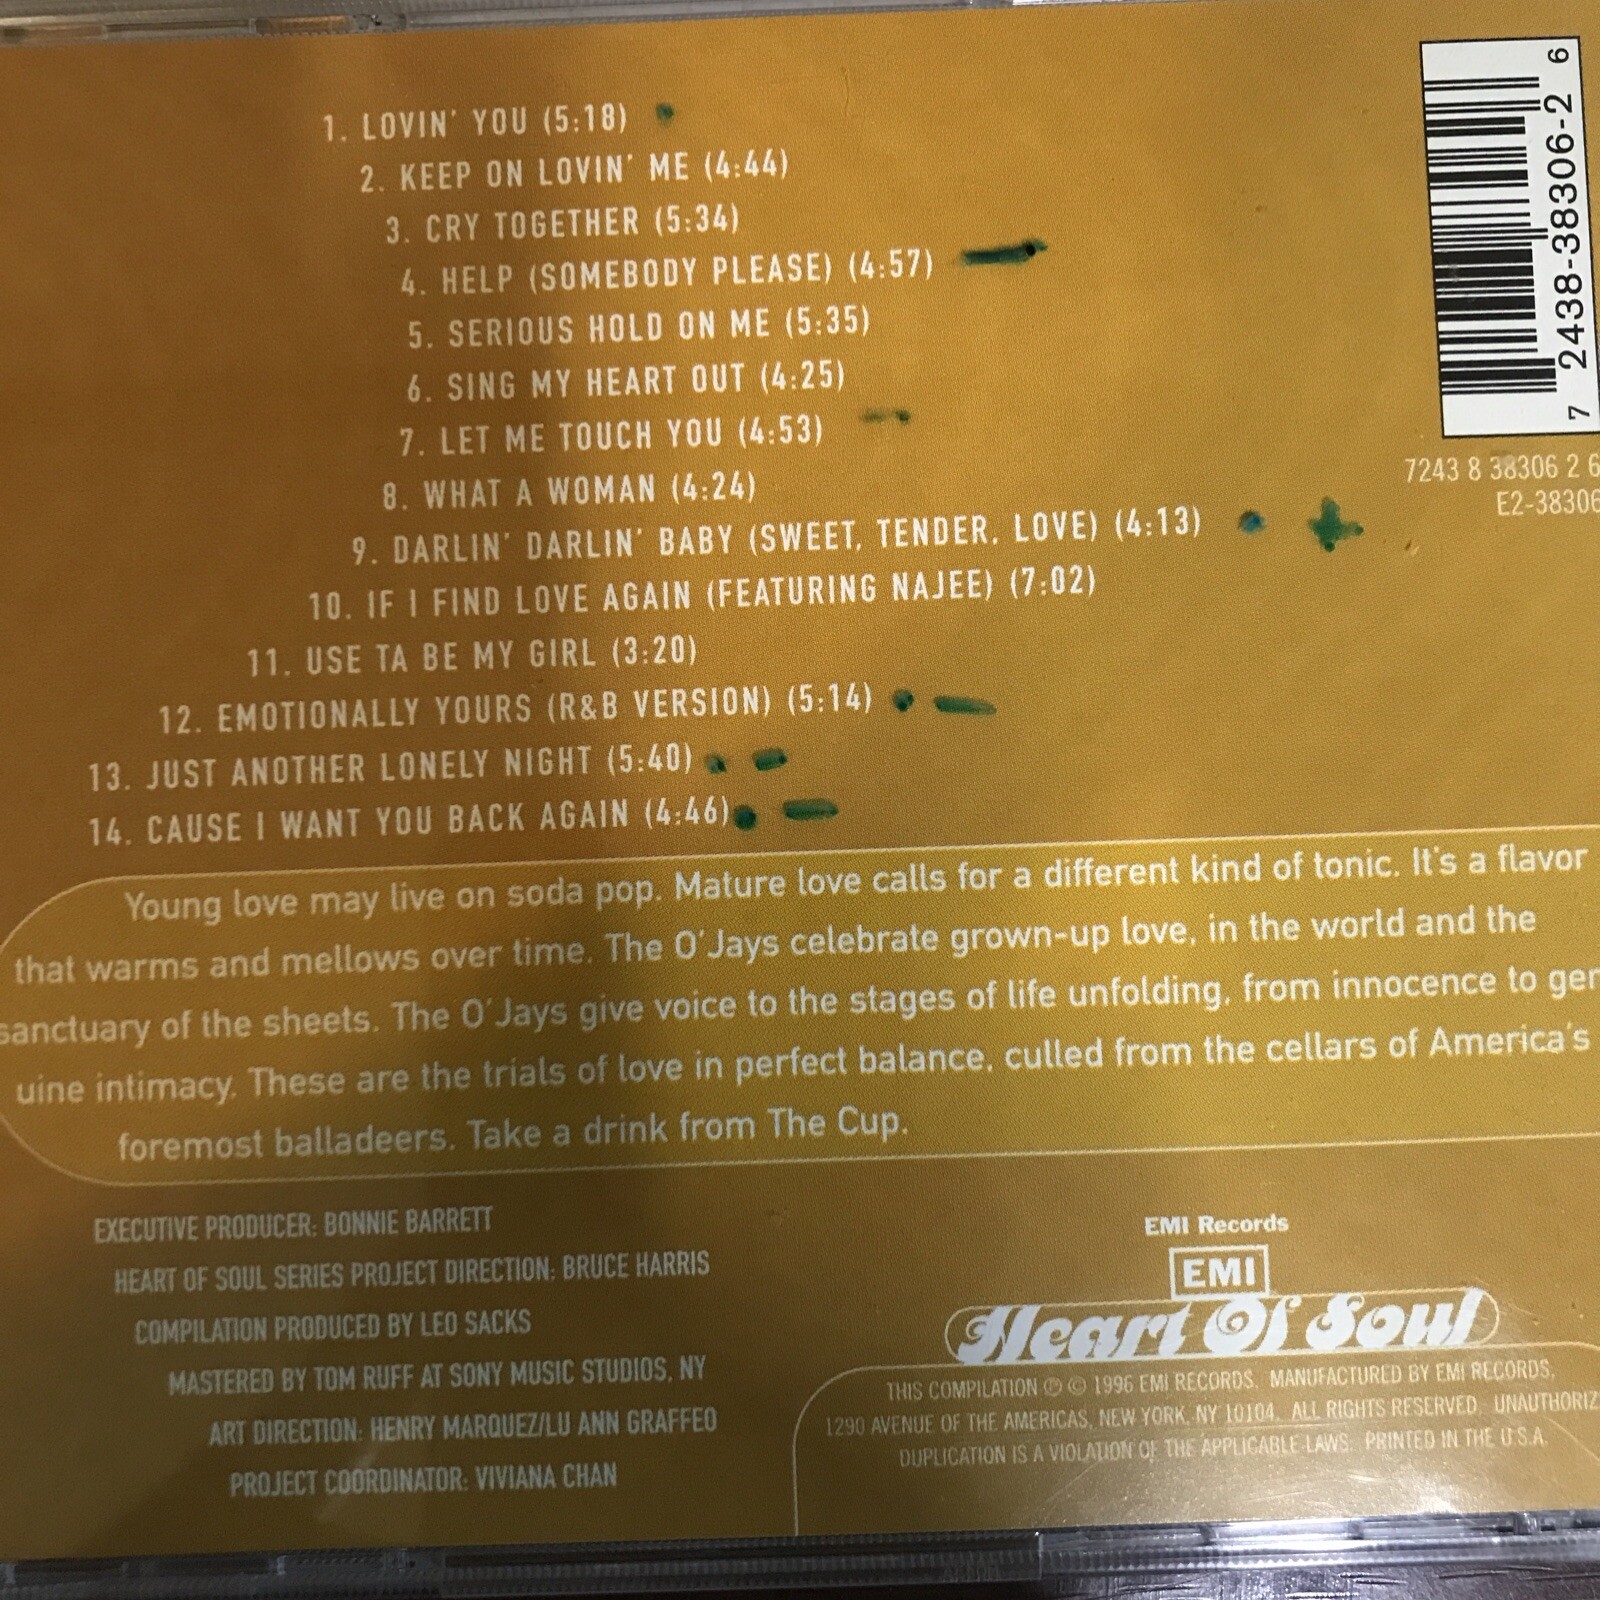 1. LOVIN' YOU (5:18)
2. KEEP ON LOVIN' ME (4:44)
3. CRY TOGETHER (5:34)
4. HELP (SOMEBODY PLEASE) (4:57)
5. SERIOUS HOLD ON ME (5:35)
6. SING MY HEART OUT (4:25)
7. LET ME TOUCH YOU (4:53)
8. WHAT A WOMAN (4:24)
9. DARLIN' DARLIN' BABY (SWEET, TENDER, LOVE) (4:13)
10. IF I FIND LOVE AGAIN (FEATURING NAJEE) (7:02)
11. USE TA BE MY GIRL (3:20)
12. EMOTIONALLY YOURS (R&B VERSION) (5:14)
13. JUST ANOTHER LONELY NIGHT (5:40)
14. CAUSE I WANT YOU BACK AGAIN (4:46)
7 2438-38306-2 6
7243 8 38306 2 6
E2-38306
Young love may live on soda pop. Mature love calls for a different kind of tonic. It's a flavor
that warms and mellows over time. The O'Jays celebrate grown-up love, in the world and the
sanctuary of the sheets. The O'Jays give voice to the stages of life unfolding, from innocence to gen
uine intimacy. These are the trials of love in perfect balance, culled from the cellars of America's
foremost balladeers. Take a drink from The Cup.
EXECUTIVE PRODUCER: BONNIE BARRETT
HEART OF SOUL SERIES PROJECT DIRECTION: BRUCE HARRIS
COMPILATION PRODUCED BY LEO SACKS
MASTERED BY TOM RUFF AT SONY MUSIC STUDIOS, NY
ART DIRECTION: HENRY MARQUEZ/LU ANN GRAFFEO
PROJECT COORDINATOR: VIVIANA CHAN
EMI Records
EMI
Heart Of Soul
THIS COMPILATION ℗ © 1996 EMI RECORDS. MANUFACTURED BY EMI RECORDS,
1290 AVENUE OF THE AMERICAS, NEW YORK, NY 10104. ALL RIGHTS RESERVED. UNAUTHORIZ
DUPLICATION IS A VIOLATION OF THE APPLICABLE LAWS. PRINTED IN THE U.S.A.